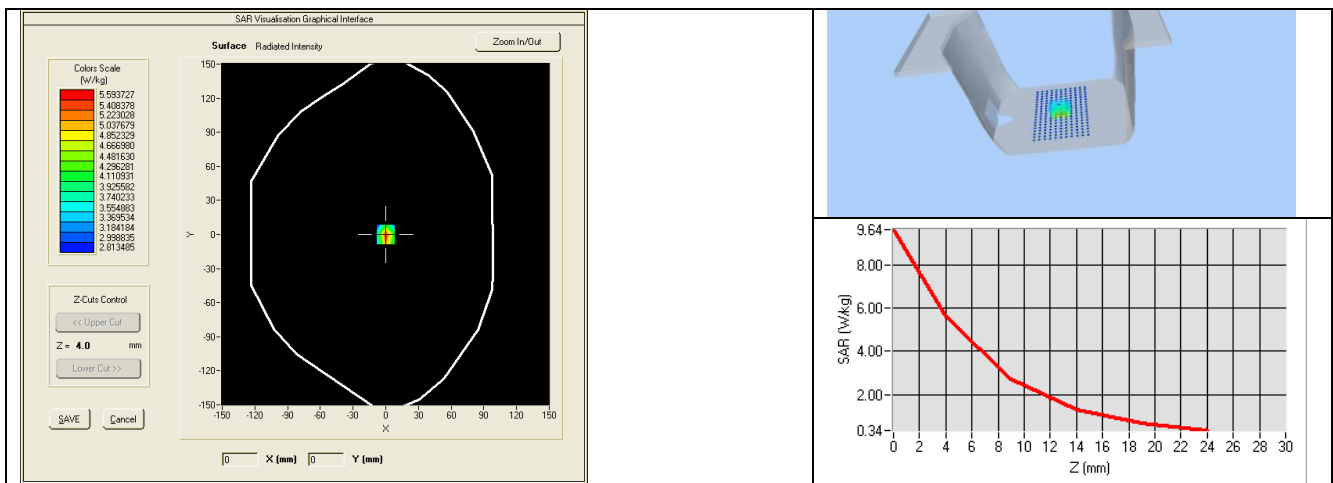 SAR Visualisation Graphical Interface
Surface Radiated Intensity
Zoom In/Out
Colors Scale
(W/kg)
5.593727
5.408378
5.223028
5.037679
4.852329
4.666980
4.481630
4.296281
4.110931
3.925582
3.740233
3.554883
3.369534
3.184184
2.998835
2.813485
Z-Cuts Control
<< Upper Cut
Z = 4.0 mm
Lower Cut >>
SAVE Cancel
150-
120-
90-
60-
30-
0-
-30-
-60-
-90-
-120-
-150-
Y
-150 -120 -90 -60 -30 0 30 60 90 120 150
X
0 X (mm) 0 Y (mm)
9.64-
8.00-
6.00-
4.00-
2.00-
0.34-
SAR (W/kg)
0 2 4 6 8 10 12 14 16 18 20 22 24 26 28 30
Z (mm)